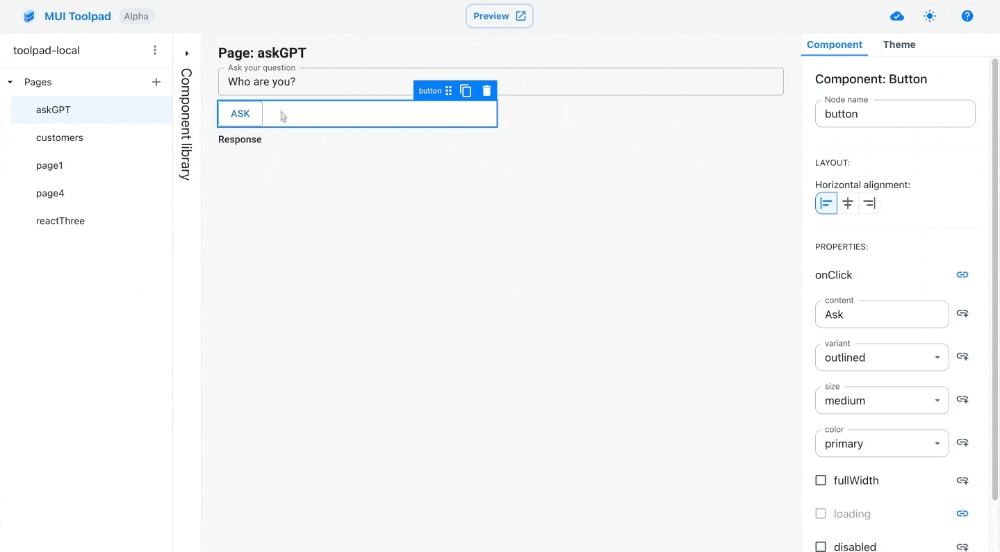 MUI Toolpad Alpha
Preview
toolpad-local
Pages
askGPT
customers
page1
page4
reactThree
Component library
Page: askGPT
Ask your question
Who are you?
button
ASK
Response
Component Theme
Component: Button
Node name
button
LAYOUT:
Horizontal alignment:
PROPERTIES:
onClick
content
Ask
variant
outlined
size
medium
color
primary
fullWidth
loading
disabled